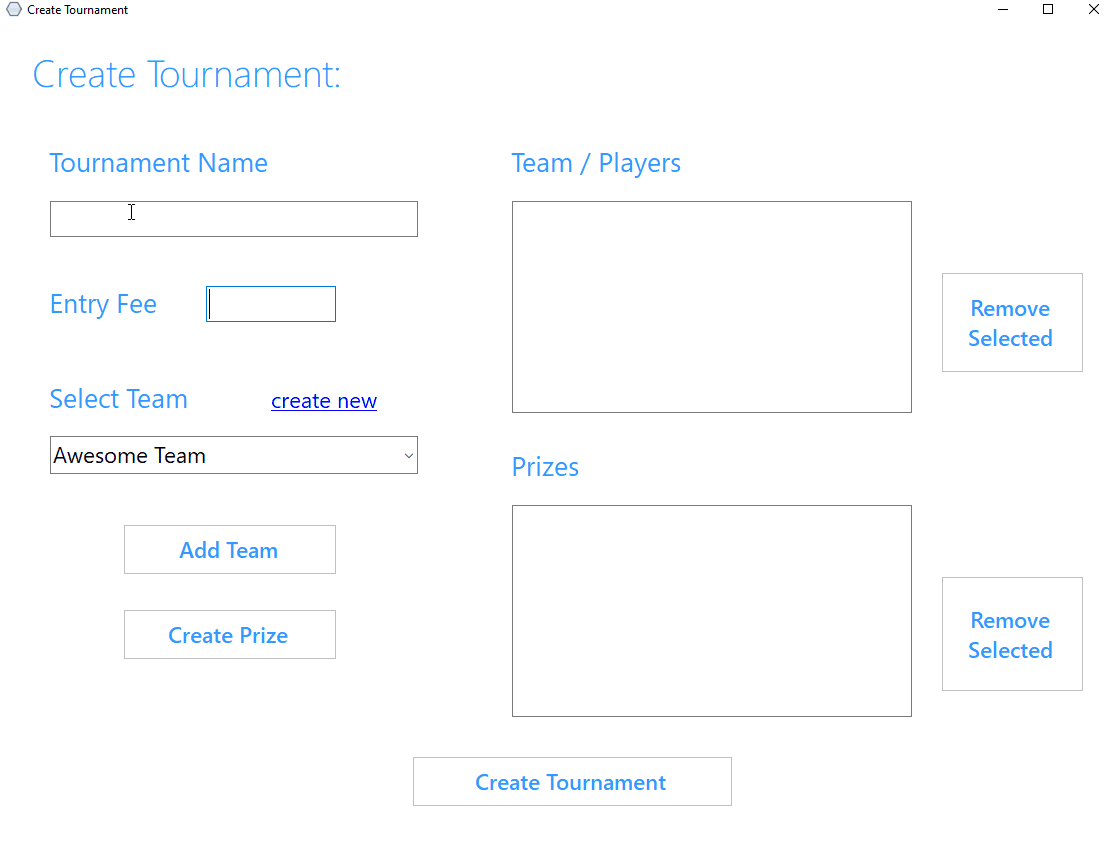 Create Tournament
Create Tournament:
Tournament Name
Entry Fee
Select Team
create new
Awesome Team
Add Team
Create Prize
Team / Players
Remove
Selected
Prizes
Remove
Selected
Create Tournament